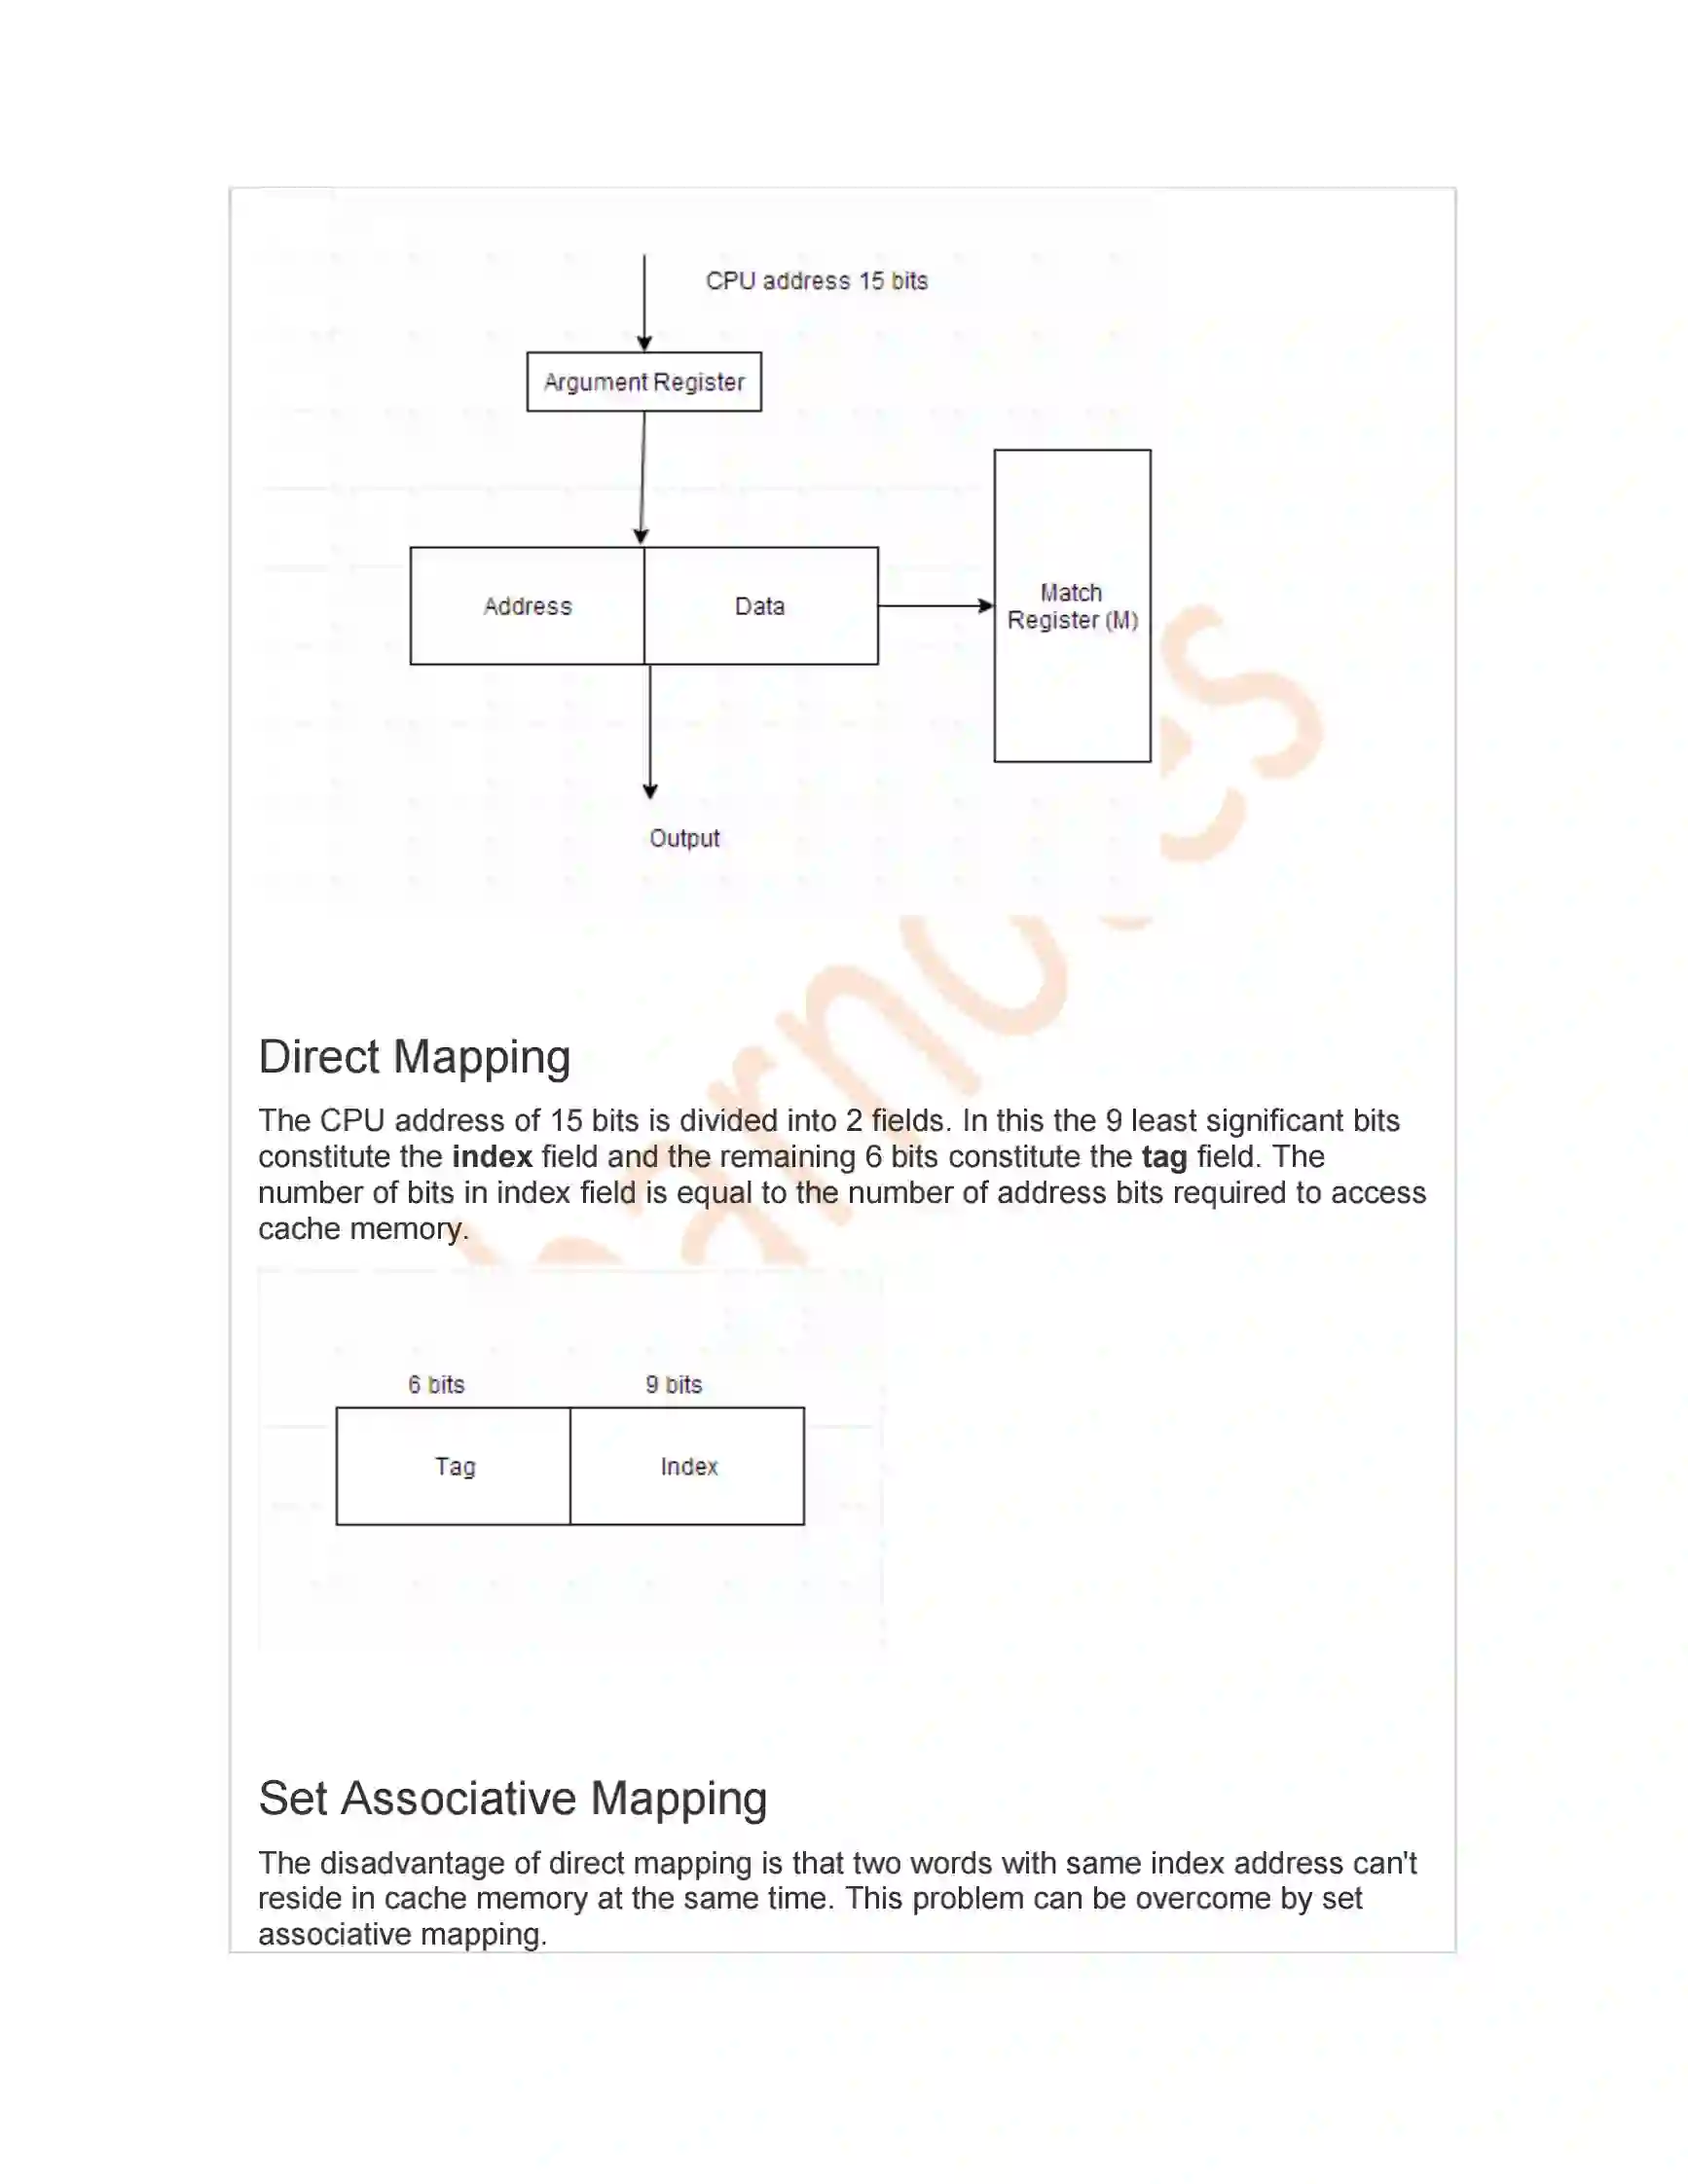 CPU address 15 bits
Argument Register
Address
Data
Match
Register (M)
Output
Direct Mapping
The CPU address of 15 bits is divided into 2 fields. In this the 9 least significant bits
constitute the index field and the remaining 6 bits constitute the tag field. The
number of bits in index field is equal to the number of address bits required to access
cache memory.
6 bits
9 bits
Tag
Index
Set Associative Mapping
The disadvantage of direct mapping is that two words with same index address can't
reside in cache memory at the same time. This problem can be overcome by set
associative mapping.